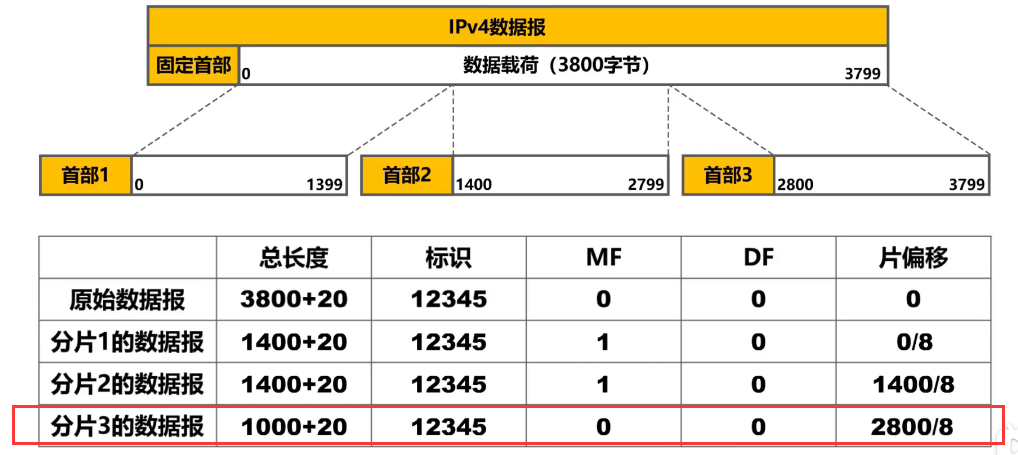 IPv4数据报
固定首部 0 数据载荷（3800字节） 3799
首部1 0 1399 首部2 1400 2799 首部3 2800 3799
总长度 标识 MF DF 片偏移
原始数据报 3800+20 12345 0 0 0
分片1的数据报 1400+20 12345 1 0 0/8
分片2的数据报 1400+20 12345 1 0 1400/8
分片3的数据报 1000+20 12345 0 0 2800/8